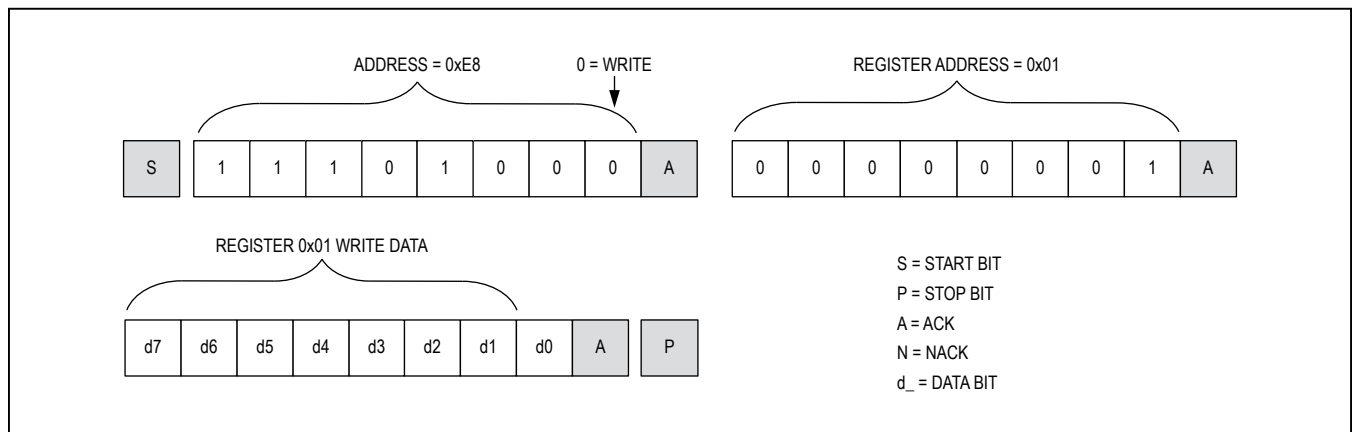 ADDRESS = 0xE8 0 = WRITE REGISTER ADDRESS = 0x01
S 1 1 1 0 1 0 0 0 A 0 0 0 0 0 0 0 1 A
REGISTER 0x01 WRITE DATA
d7 d6 d5 d4 d3 d2 d1 d0 A P
S = START BIT
P = STOP BIT
A = ACK
N = NACK
d_ = DATA BIT